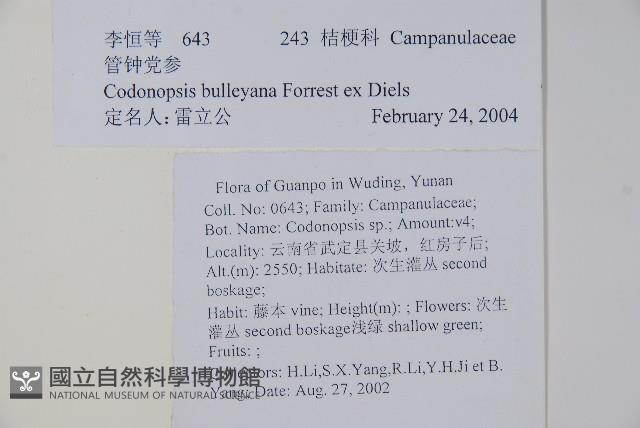 李恒等 643 243 桔梗科 Campanulaceae
管钟党参
Codonopsis bulleyana Forrest ex Diels
定名人: 雷立公 February 24, 2004
Flora of Guanpo in Wuding, Yunan
Coll. No: 0643; Family: Campanulaceae;
Bot. Name: Codonopsis sp.; Amount:v4;
Locality: 云南省武定县关坡，红房子后;
Alt.(m): 2550; Habitate: 次生灌丛 second
boskage;
Habit: 藤本 vine; Height(m): ; Flowers: 次生
灌丛 second boskage浅绿 shallow green;
Fruits: ;
H.Li,S.X.Yang,R.Li,Y.H.Ji et B.
Yang; Date: Aug. 27, 2002
國立自然科學博物館
NATIONAL MUSEUM OF NATURAL SCIENCE